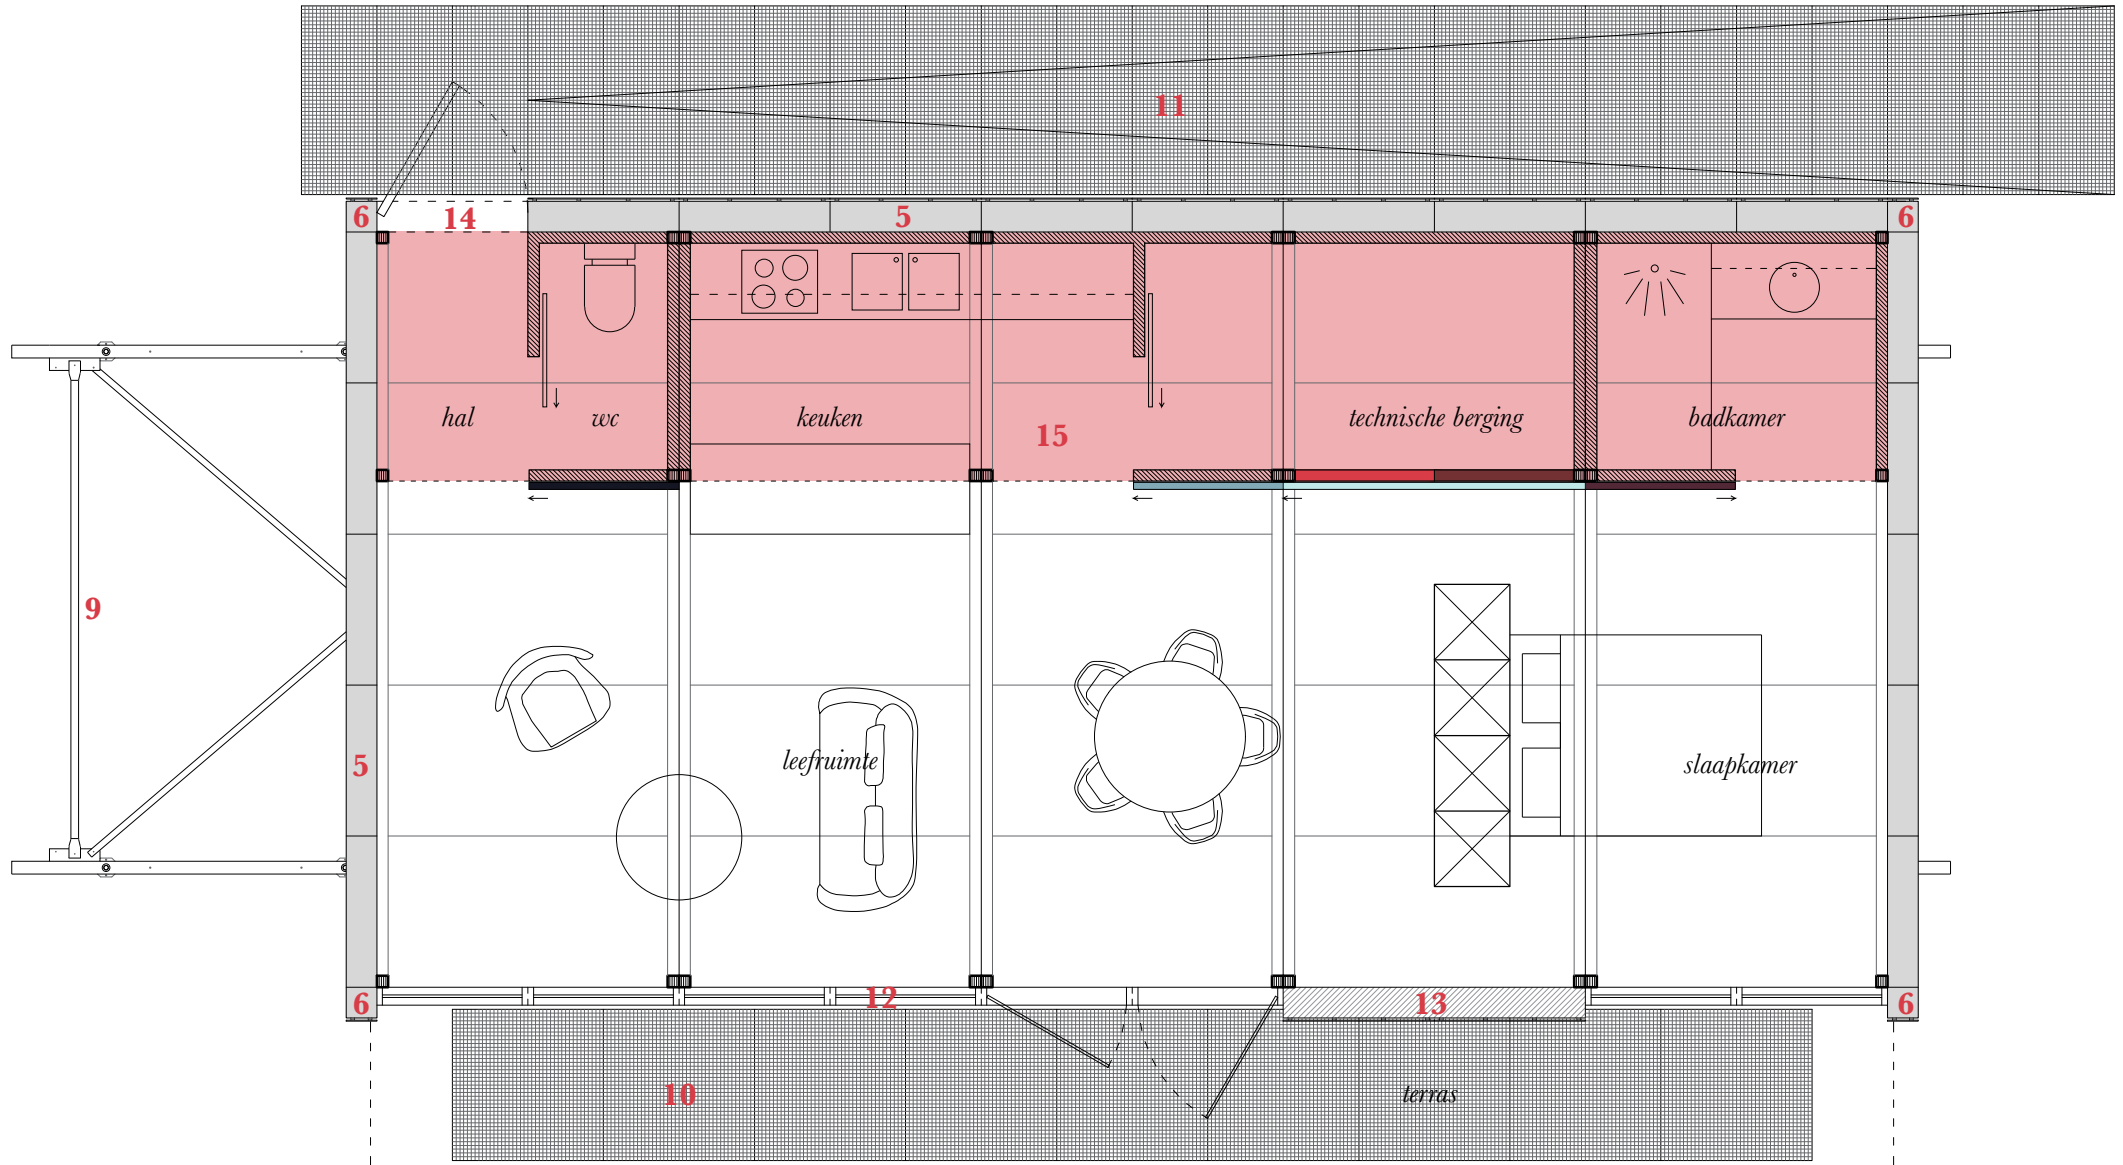 11
6
14
5
6
hal
wc
keuken
15
technische berging
badkamer
9
5
leefruimte
slaapkamer
6
12
13
6
10
terras